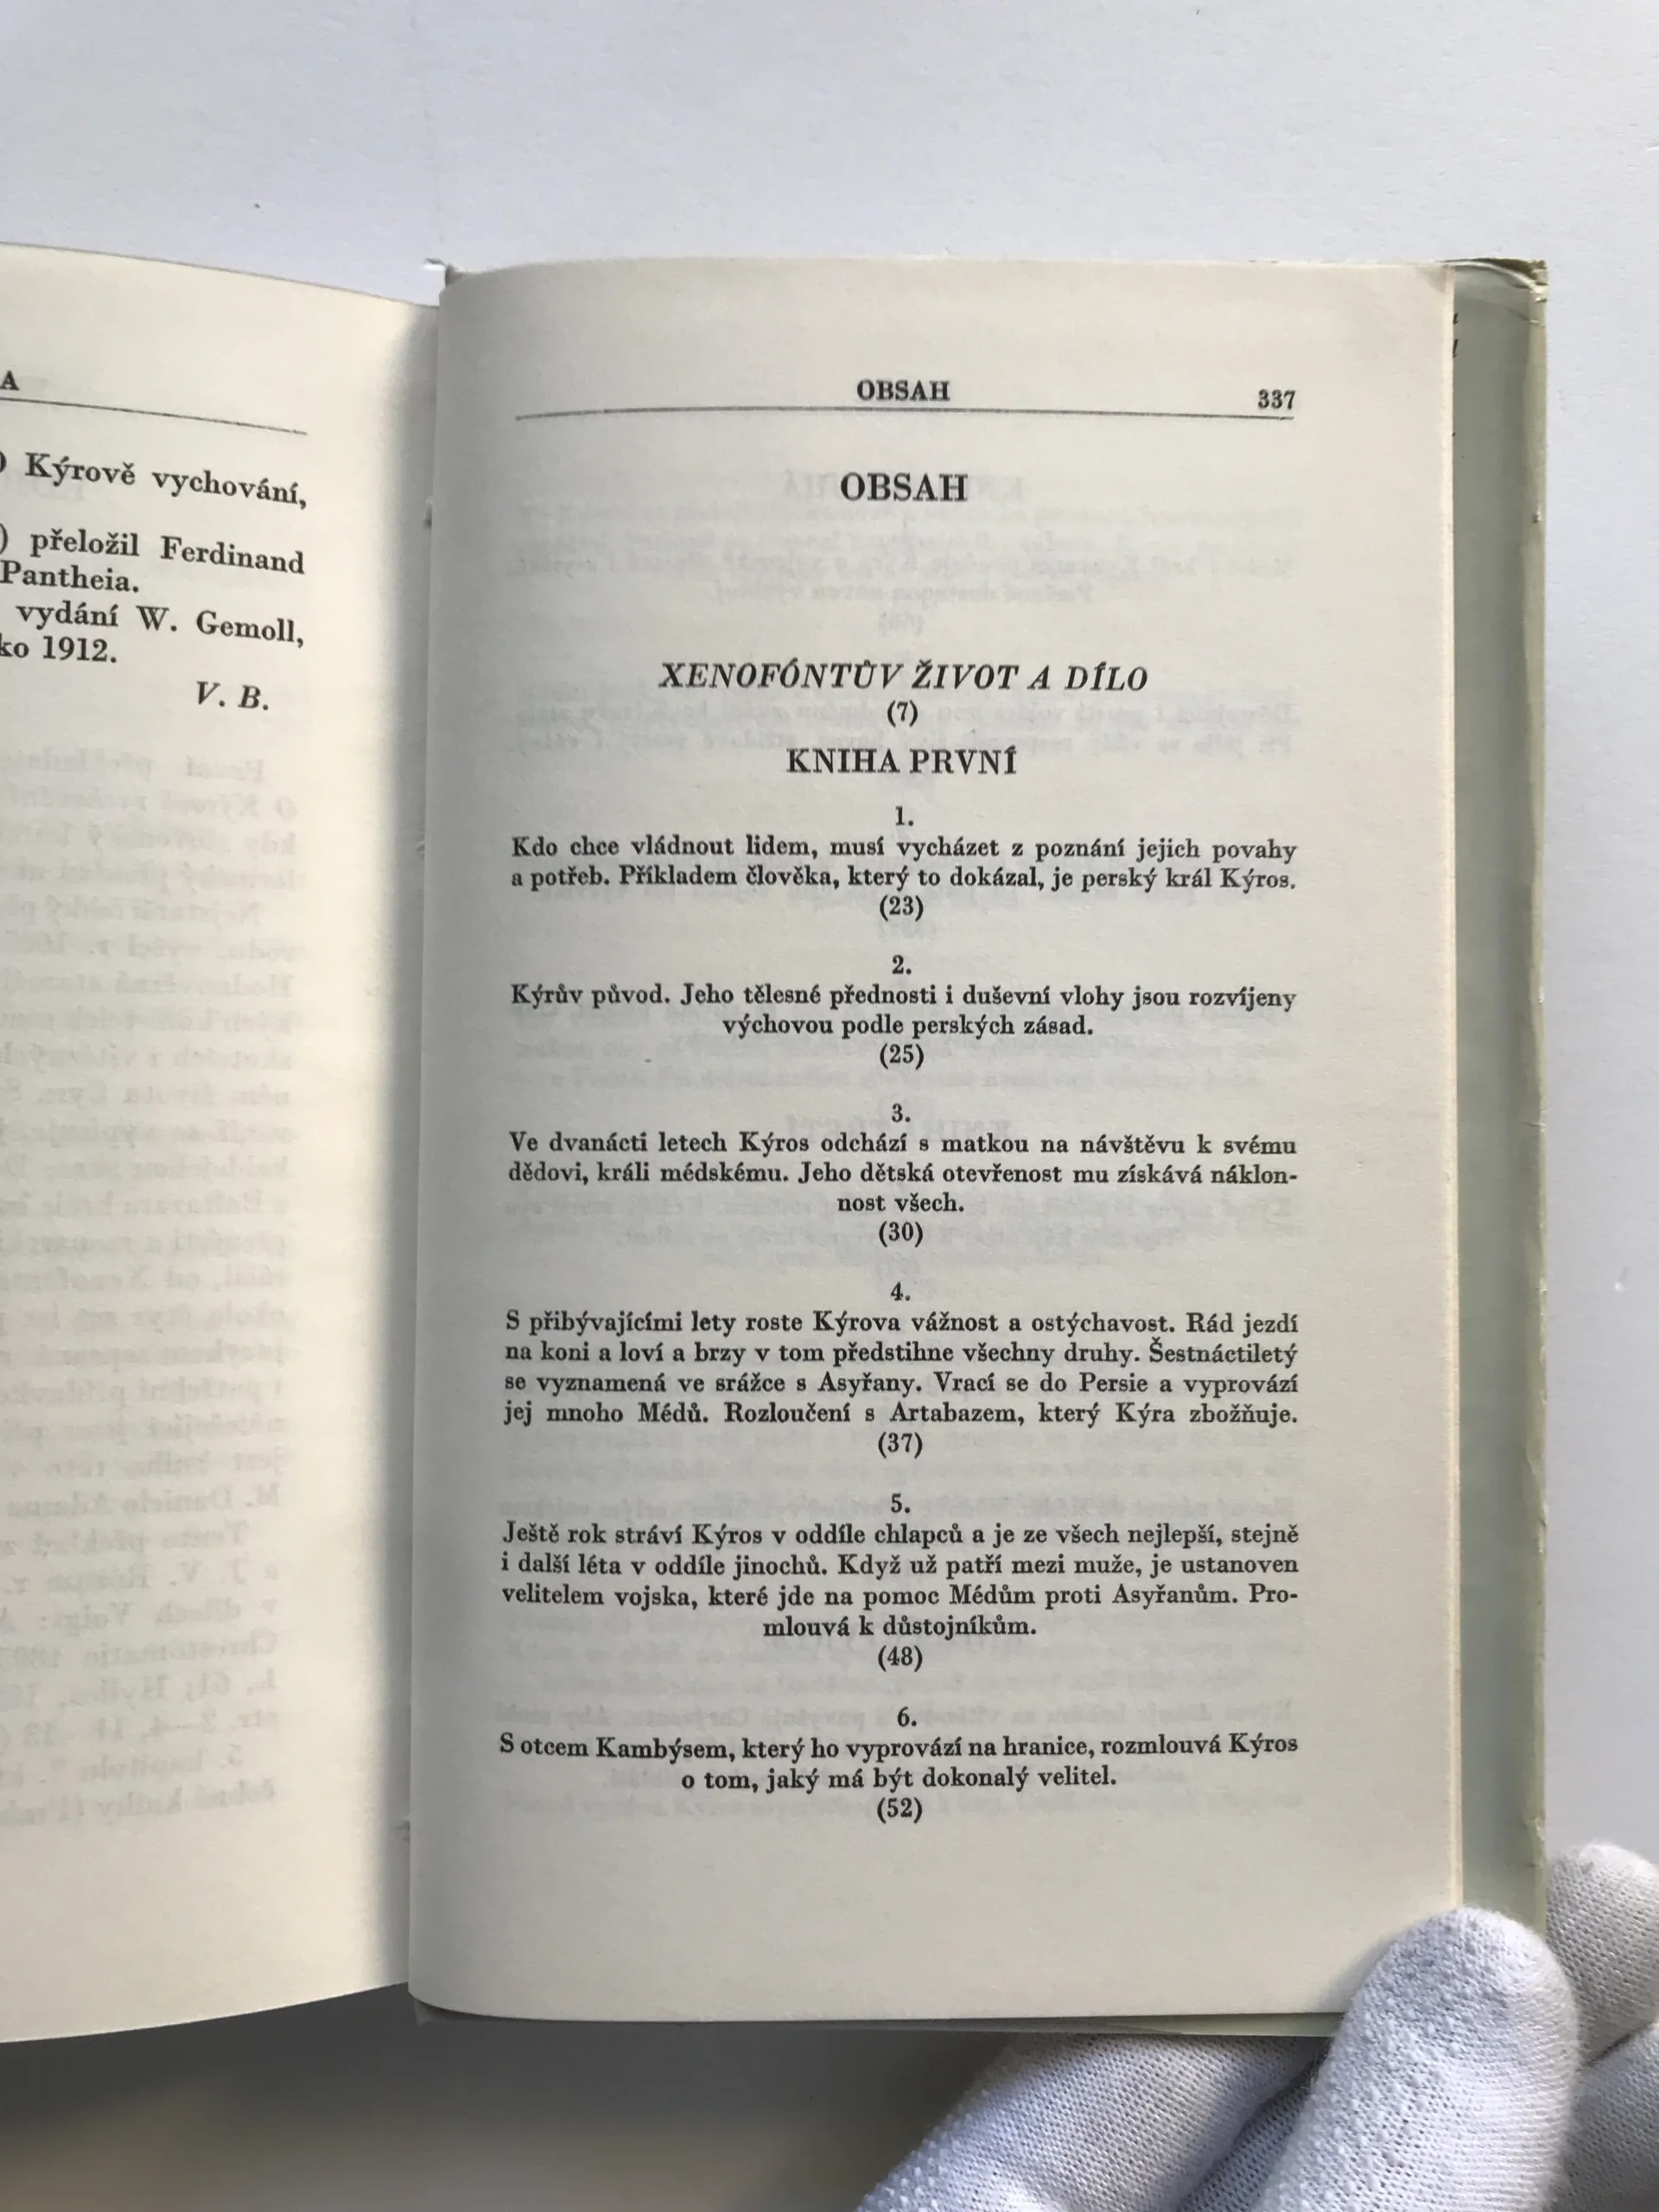 A
Kýrově vychování,
) přeložil Ferdinand
Pantheia.
vydání W. Gemoll,
ko 1912.
V. B.
OBSAH 337
OBSAH
XENOFÓNTŮV ŽIVOT A DÍLO
(7)
KNIHA PRVNÍ
1.
Kdo chce vládnout lidem, musí vycházet z poznání jejich povahy
a potřeb. Příkladem člověka, který to dokázal, je perský král Kýros.
(23)
2.
Kýrův původ. Jeho tělesné přednosti i duševní vlohy jsou rozvíjeny
výchovou podle perských zásad.
(25)
3.
Ve dvanácti letech Kýros odchází s matkou na návštěvu k svému
dědovi, králi médskému. Jeho dětská otevřenost mu získává náklon-
nost všech.
(30)
4.
S přibývajícími lety roste Kýrova vážnost a ostýchavost. Rád jezdí
na koni a loví a brzy v tom předstihne všechny druhy. Šestnáctiletý
se vyznamená ve srážce s Asyřany. Vrací se do Persie a vyprovází
jej mnoho Médů. Rozloučení s Artabazem, který Kýra zbožňuje.
(37)
5.
Ještě rok stráví Kýros v oddíle chlapců a je ze všech nejlepší, stejně
i další léta v oddíle jinochů. Když už patří mezi muže, je ustanoven
velitelem vojska, které jde na pomoc Médům proti Asyřanům. Pro-
mlouvá k důstojníkům.
(48)
6.
S otcem Kambýsem, který ho vyprovází na hranice, rozmlouvá Kýros
o tom, jaký má být dokonalý velitel.
(52)